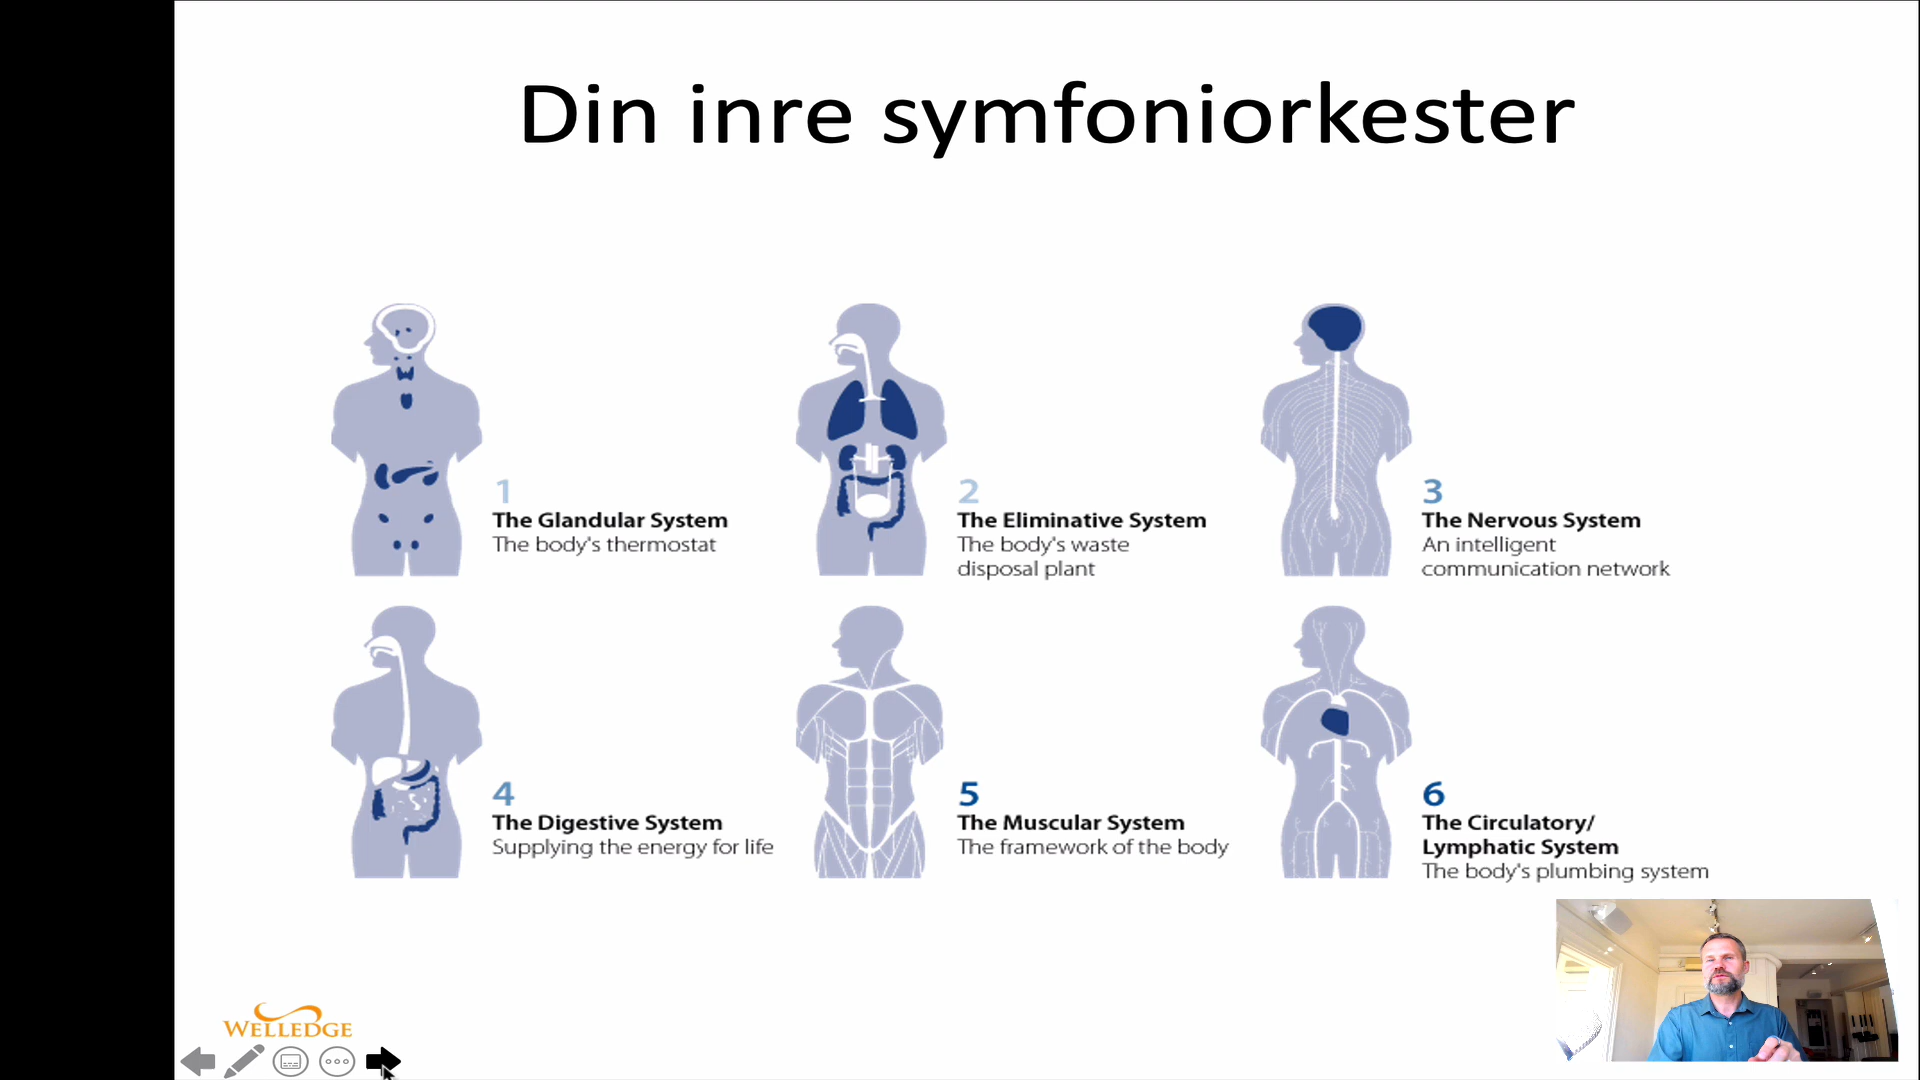 Din inre symfoniorkester
1
The Glandular System
The body's thermostat
2
The Eliminative System
The body's waste
disposal plant
3
The Nervous System
An intelligent
communication network
4
The Digestive System
Supplying the energy for life
5
The Muscular System
The framework of the body
6
The Circulatory/
Lymphatic System
The body's plumbing system
WELLEDGE